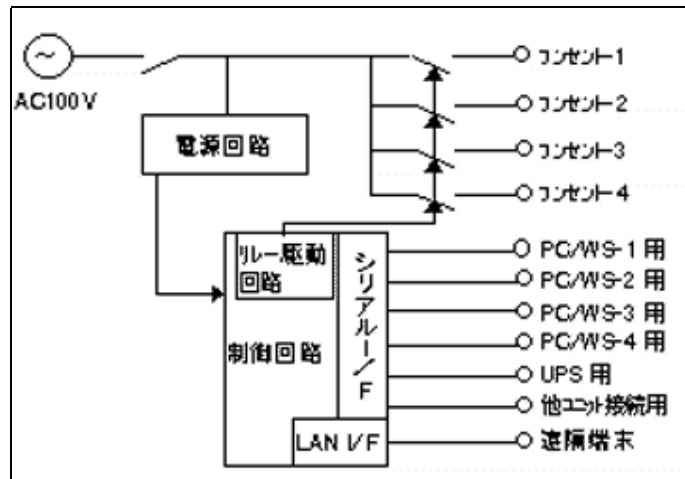 ~
AC100V
コンセント-1
コンセント-2
コンセント-3
コンセント-4
電源回路
リレー駆動
回路
制御回路
シリアルI/F
LAN I/F
PC/WS-1 用
PC/WS-2 用
PC/WS-3 用
PC/WS-4 用
UPS 用
他ユニット接続用
遠隔端末